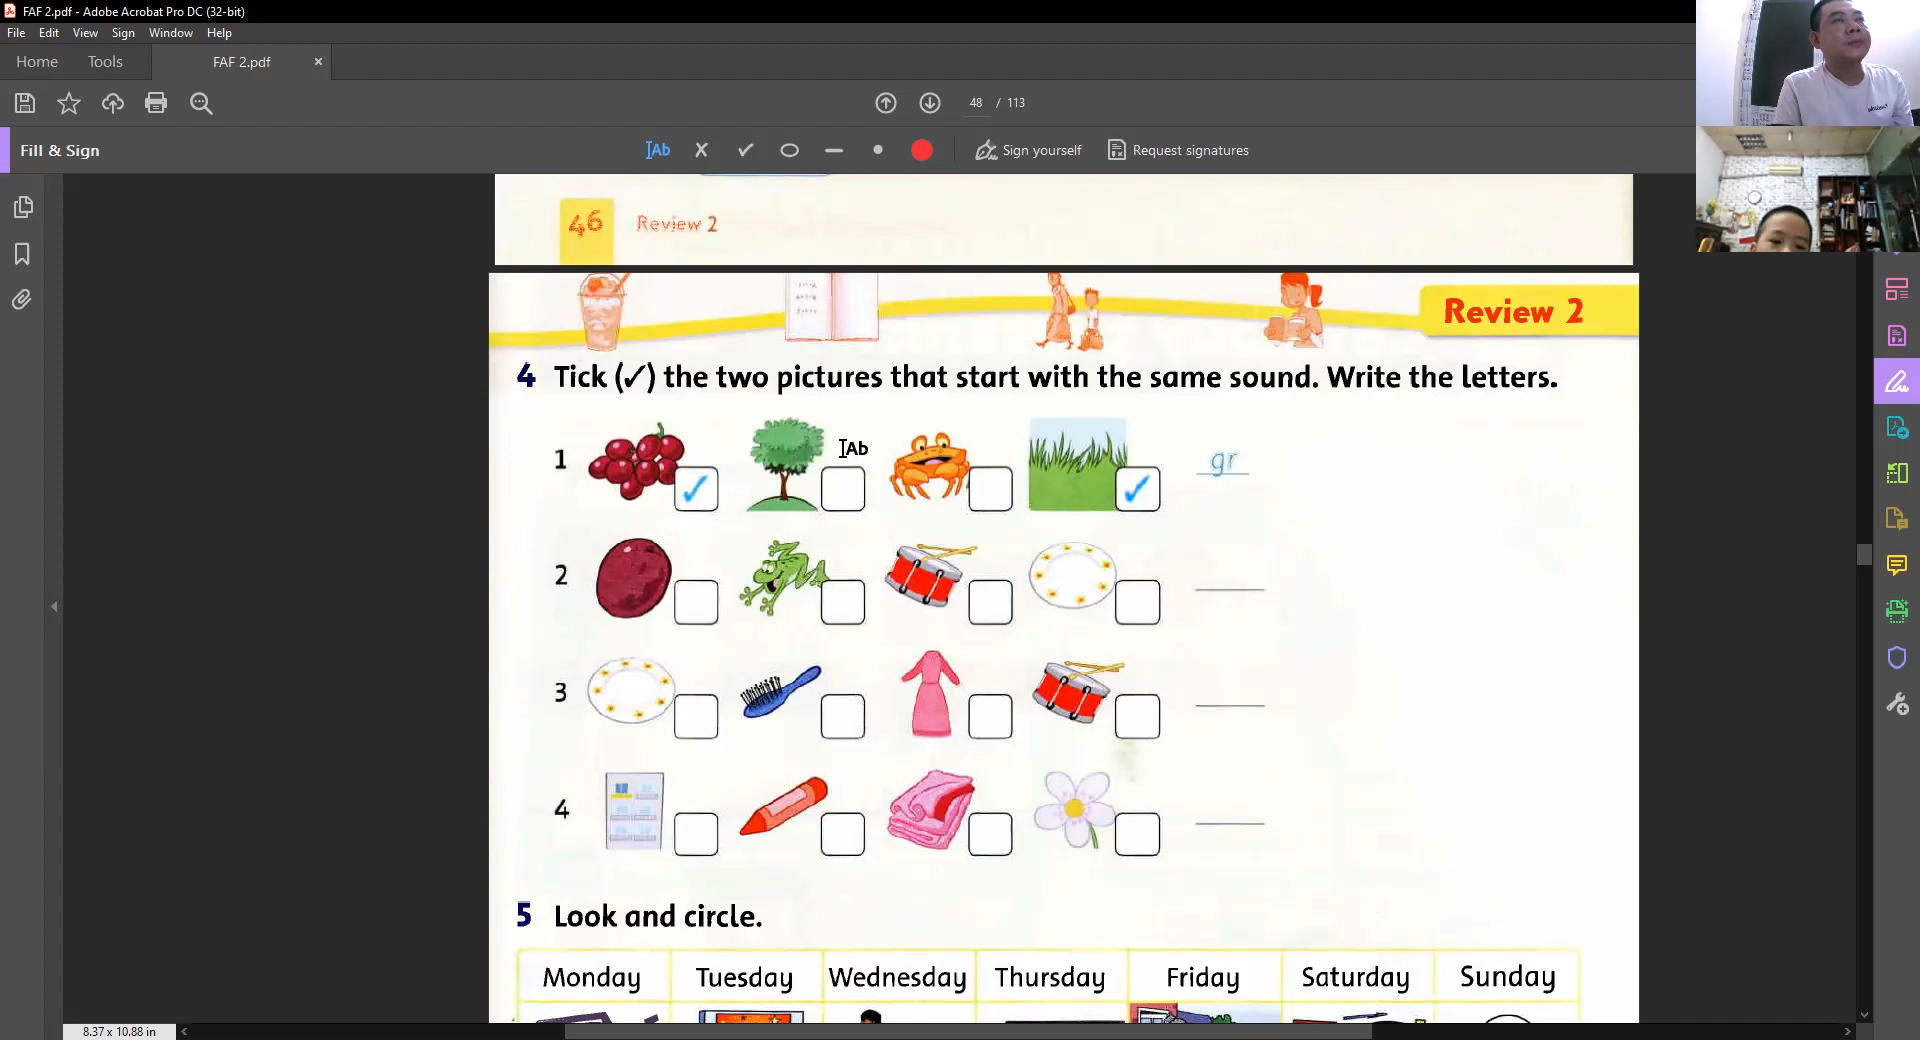 FAF 2.pdf - Adobe Acrobat Pro DC (32-bit)
File Edit View Sign Window Help
Home Tools FAF 2.pdf ×
48 / 113
Fill & Sign
Ab Sign yourself Request signatures
46 Review 2
Review 2
4 Tick (✓) the two pictures that start with the same sound. Write the letters.
1 gr
Ab
2
3
4
5 Look and circle.
Monday Tuesday Wednesday Thursday Friday Saturday Sunday
8.37 x 10.88 in